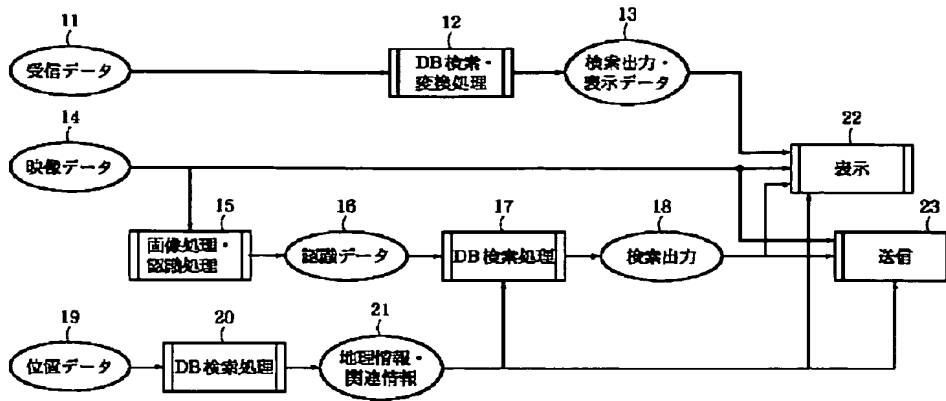 11
受信データ
12
DB検索・
変換処理
13
検索出力・
表示データ
14
映像データ
22
表示
15
画像処理・
認識処理
16
認識データ
17
DB検索処理
18
検索出力
23
送信
19
位置データ
20
DB検索処理
21
地理情報・
関連情報